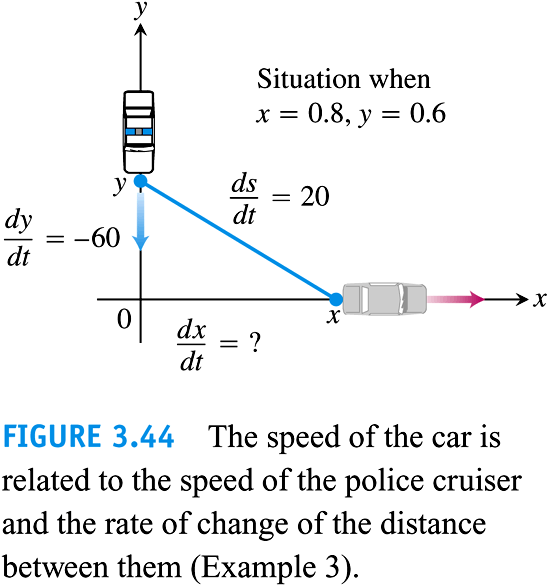 y
Situation when
x = 0.8, y = 0.6
y
ds/dt = 20
dy/dt = –60
0
x
x
dx/dt = ?
FIGURE 3.44 The speed of the car is
related to the speed of the police cruiser
and the rate of change of the distance
between them (Example 3).